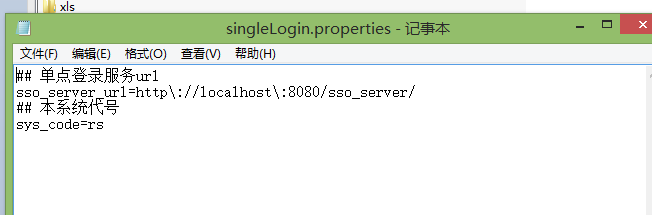 xls
singleLogin.properties - 记事本
文件(F) 编辑(E) 格式(O) 查看(V) 帮助(H)
## 单点登录服务url
sso_server_url=http\://localhost\:8080/sso_server/
## 本系统代号
sys_code=rs